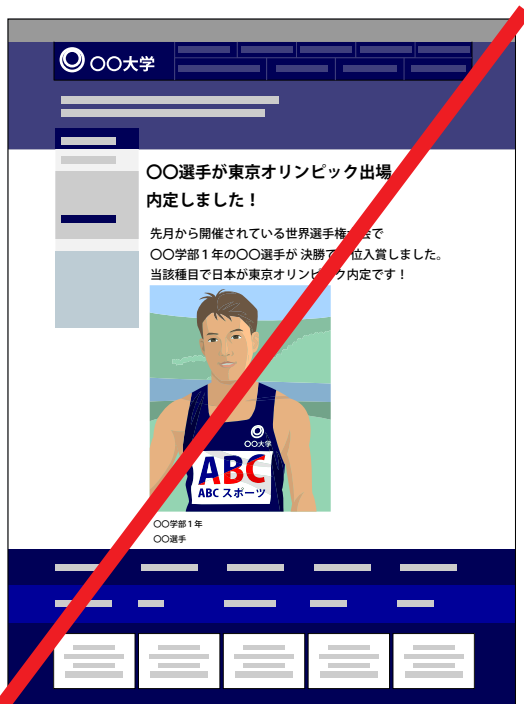 〇〇大学
〇〇選手が東京オリンピック出場
内定しました！
先月から開催されている世界選手権 会で
〇〇学部１年の〇〇選手が 決勝で 位入賞しました。
当該種目で日本が東京オリンピック内定です！
〇〇大学
ABC
ABC スポーツ
〇〇学部１年
〇〇選手